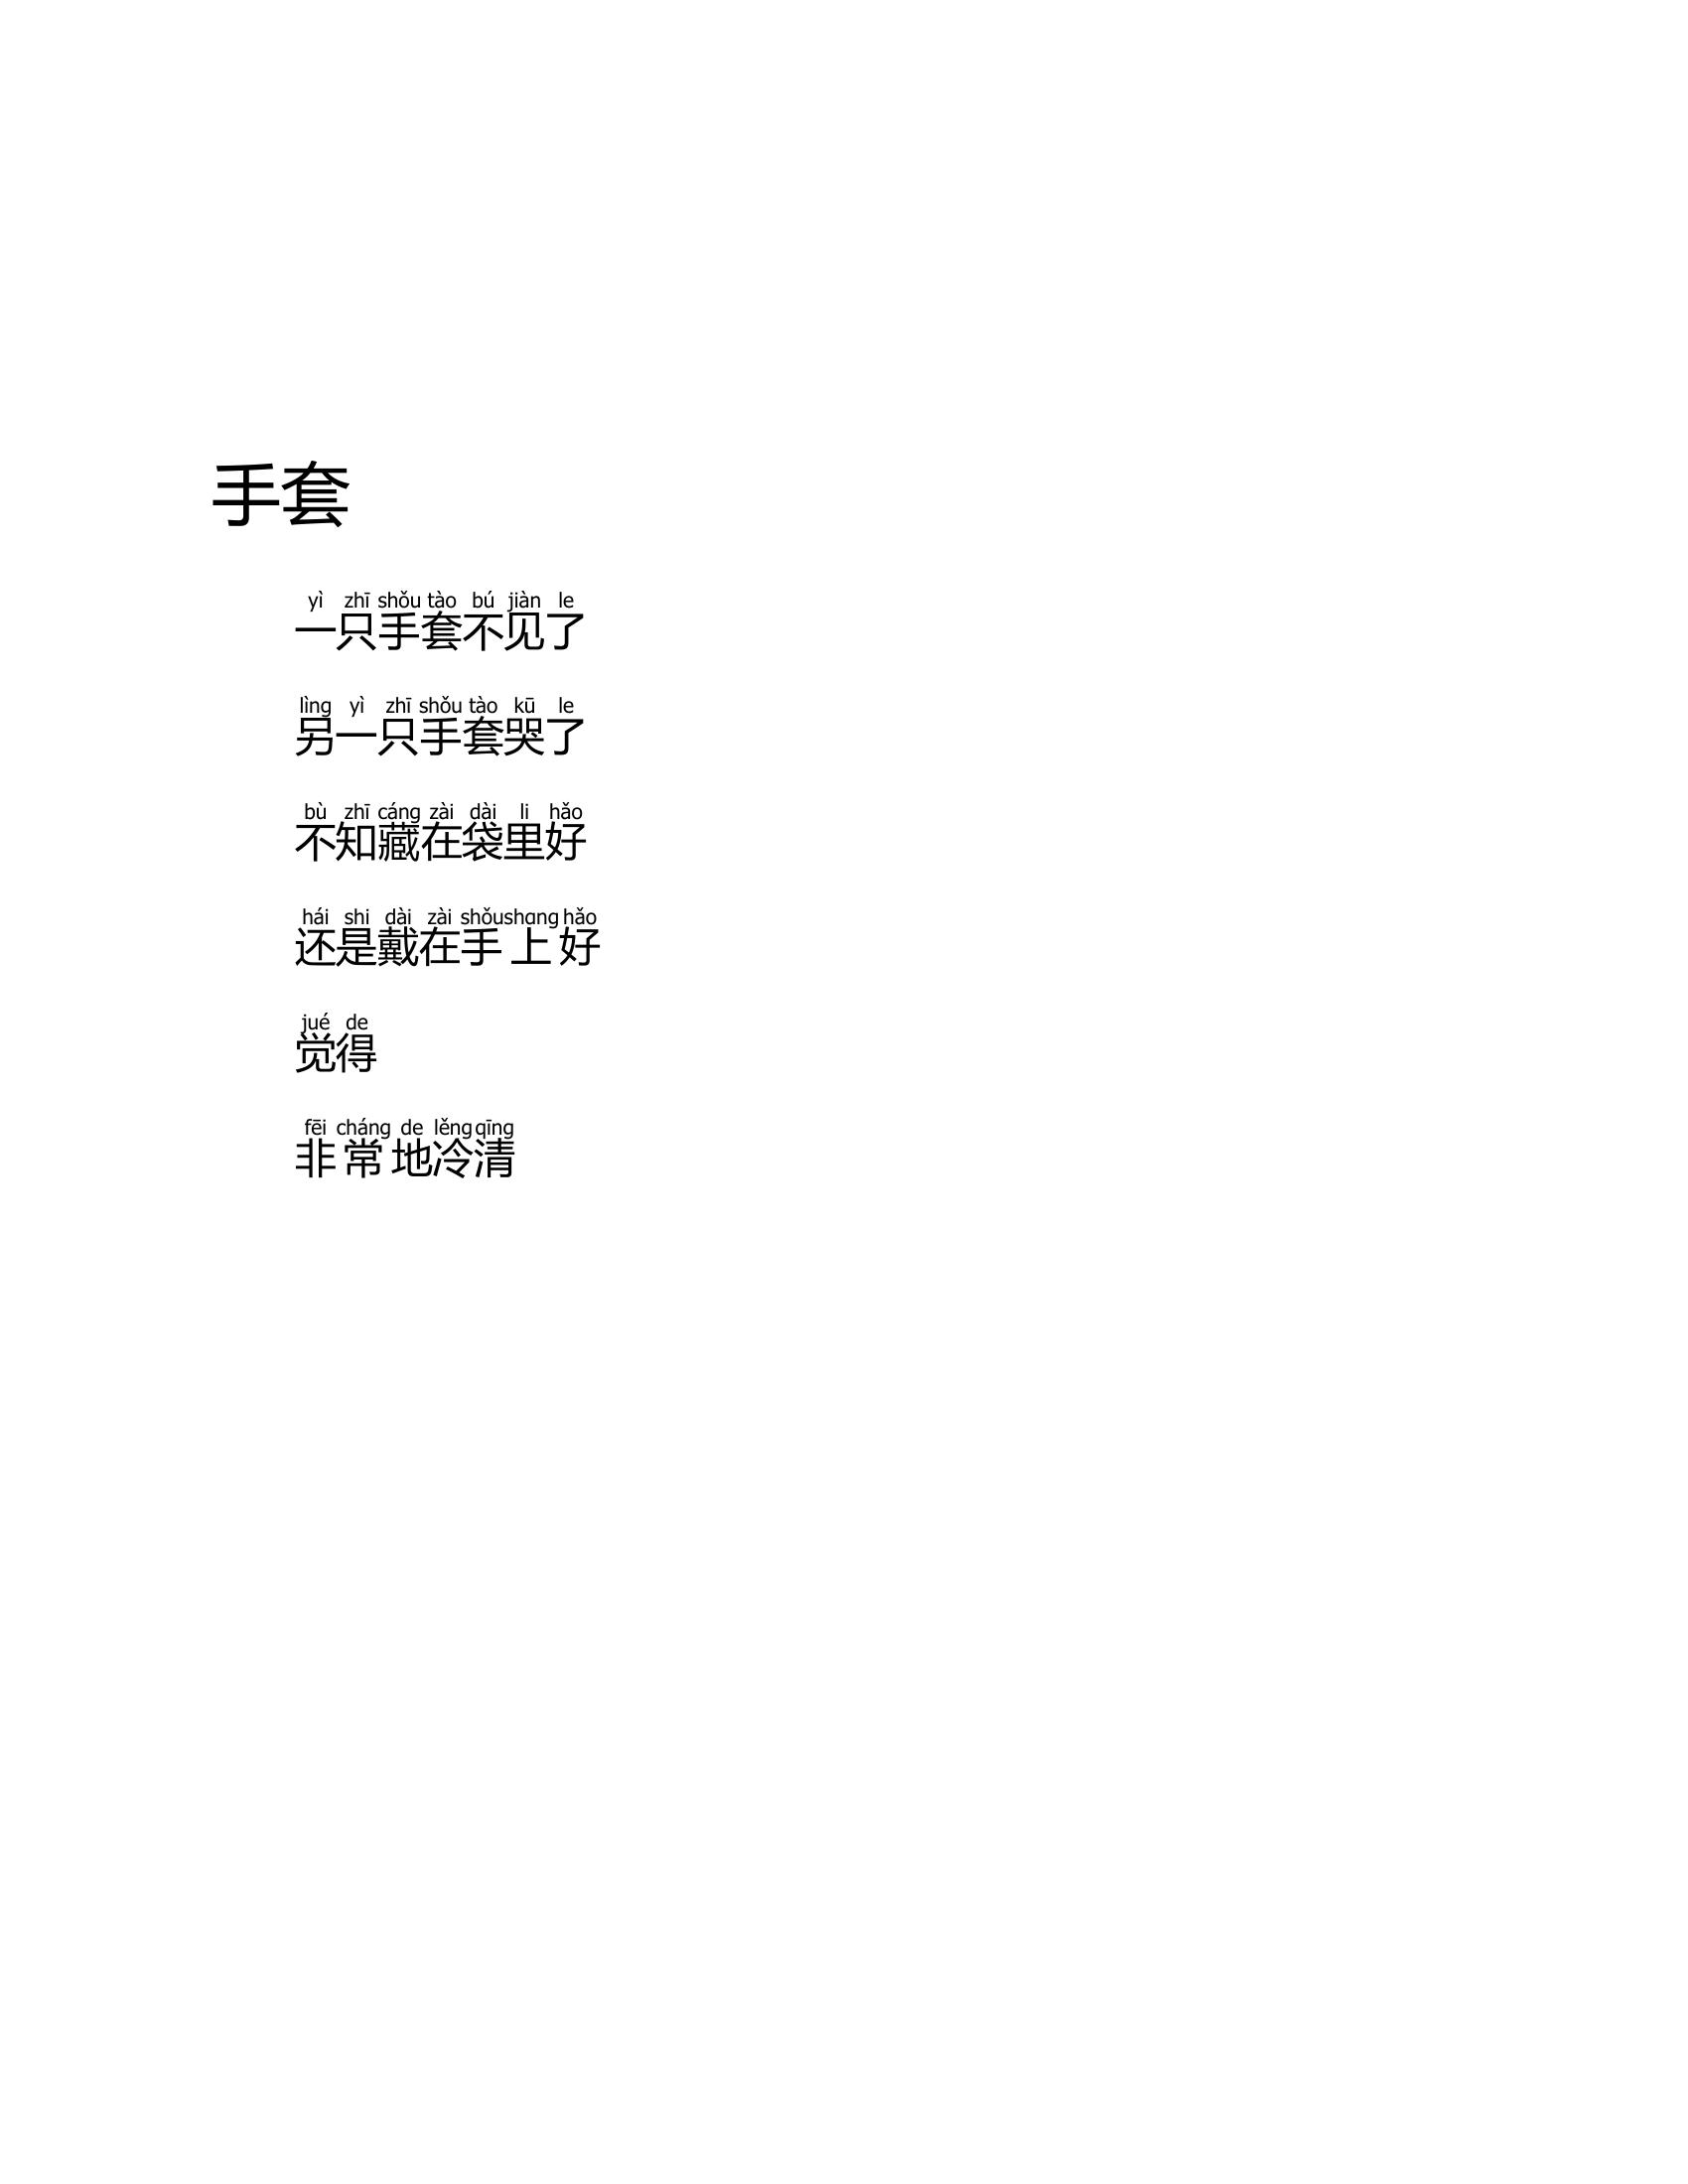 手套
yì zhī shǒu tào bú jiàn le
一只手套不见了
lìng yì zhī shǒu tào kū le
另一只手套哭了
bù zhī cáng zài dài li hǎo
不知藏在袋里好
hái shi dài zài shǒu shang hǎo
还是戴在手上好
jué de
觉得
fēi cháng de lěng qīng
非常地冷清